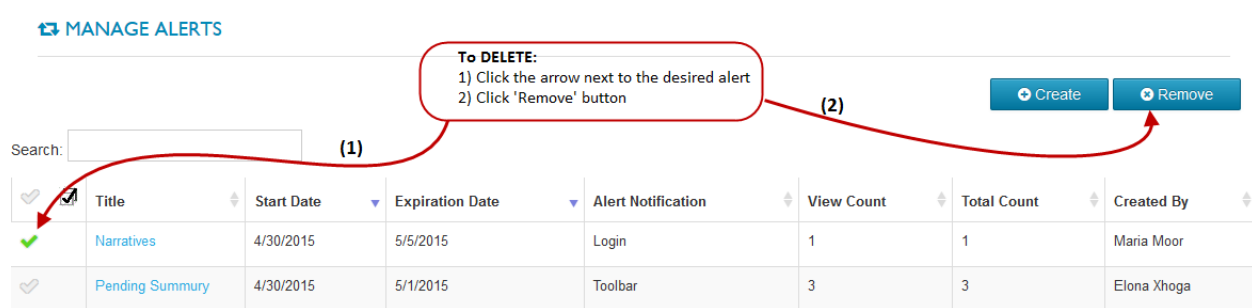 MANAGE ALERTS
To DELETE:
1) Click the arrow next to the desired alert
2) Click 'Remove' button
Create Remove
(2)
Search:
(1)
Title Start Date Expiration Date Alert Notification View Count Total Count Created By
Narratives 4/30/2015 5/5/2015 Login 1 1 Maria Moor
Pending Summury 4/30/2015 5/1/2015 Toolbar 3 3 Elona Xhoga